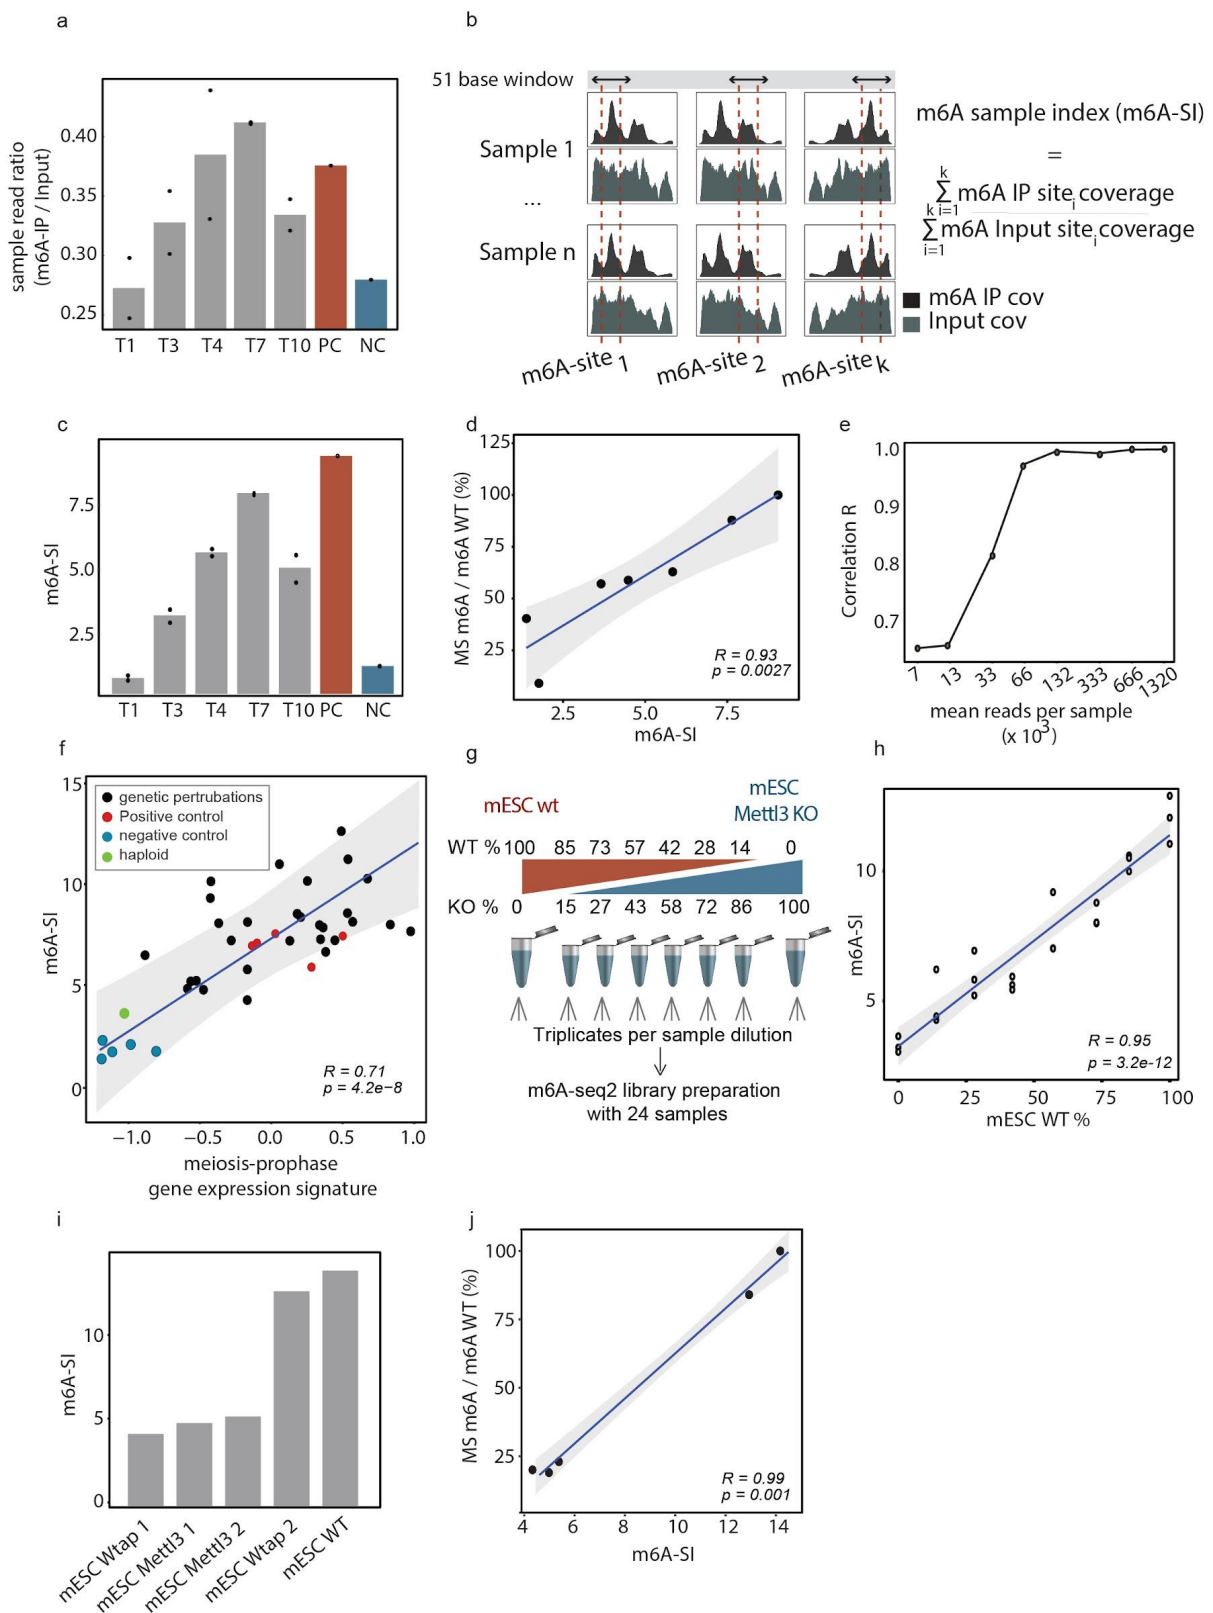 a
sample read ratio
(m6A-IP / Input)
0.40
0.35
0.30
0.25
T1 T3 T4 T7 T10 PC NC
b
51 base window
Sample 1
...
Sample n
m6A-site 1 m6A-site 2 m6A-site k
m6A sample index (m6A-SI)
=
k
∑ m6A IP site i coverage
i=1
k
∑ m6A Input site i coverage
i=1
m6A IP cov
Input cov
c
m6A-SI
7.5
5.0
2.5
T1 T3 T4 T7 T10 PC NC
d
MS m6A / m6A WT (%)
125
100
75
50
25
R = 0.93
p = 0.0027
2.5 5.0 7.5
m6A-SI
e
Correlation R
1.0
0.9
0.8
0.7
7 13 33 66 132 333 666 1320
mean reads per sample
(x 10³)
f
m6A-SI
15
10
5
0
genetic pertrubations
Positive control
negative control
haploid
R = 0.71
p = 4.2e−8
−1.0 −0.5 0.0 0.5 1.0
meiosis-prophase
gene expression signature
g
mESC wt
mESC
Mettl3 KO
WT % 100 85 73 57 42 28 14 0
KO % 0 15 27 43 58 72 86 100
Triplicates per sample dilution
m6A-seq2 library preparation
with 24 samples
h
m6A-SI
10
5
R = 0.95
p = 3.2e-12
0 25 50 75 100
mESC WT %
i
m6A-SI
10
5
0
mESC Wtap 1
mESC Mettl3 1
mESC Mettl3 2
mESC Wtap 2
mESC WT
j
MS m6A / m6A WT (%)
100
75
50
25
R = 0.99
p = 0.001
4 6 8 10 12 14
m6A-SI